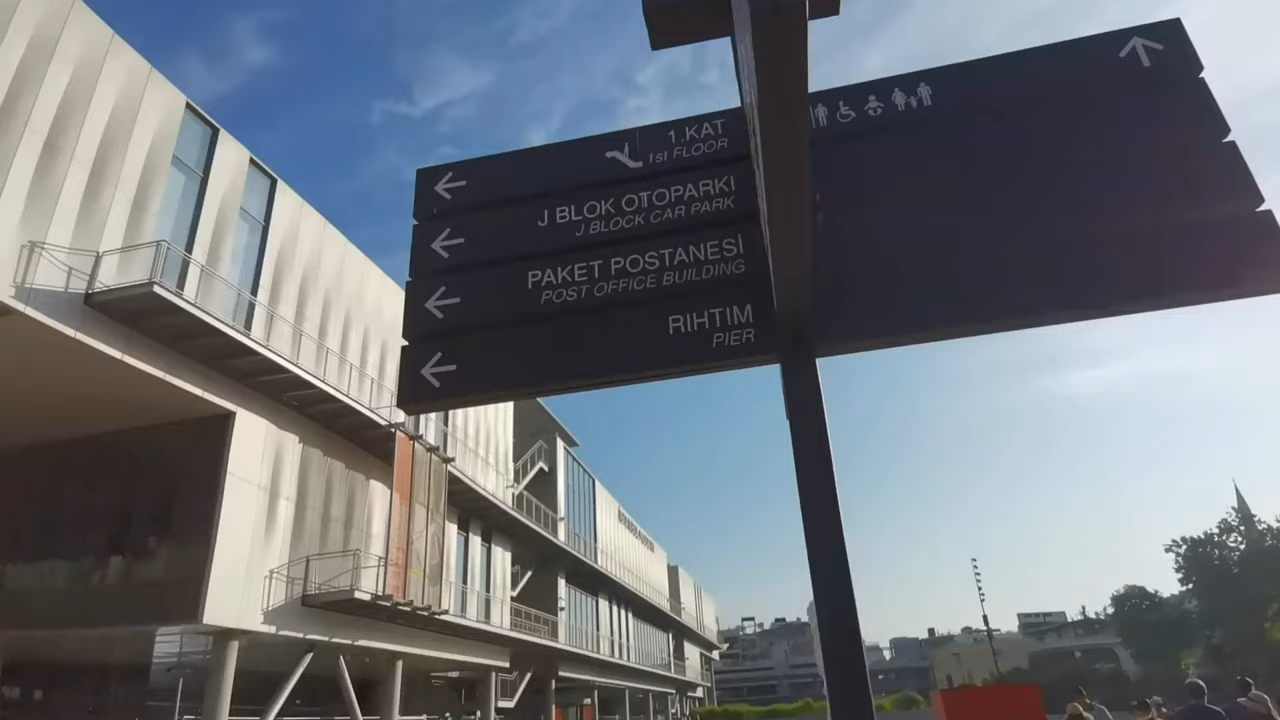 1.KAT
1st FLOOR
J BLOK OTOPARKI
J BLOCK CAR PARK
PAKET POSTANESİ
POST OFFICE BUILDING
RIHTIM
PIER